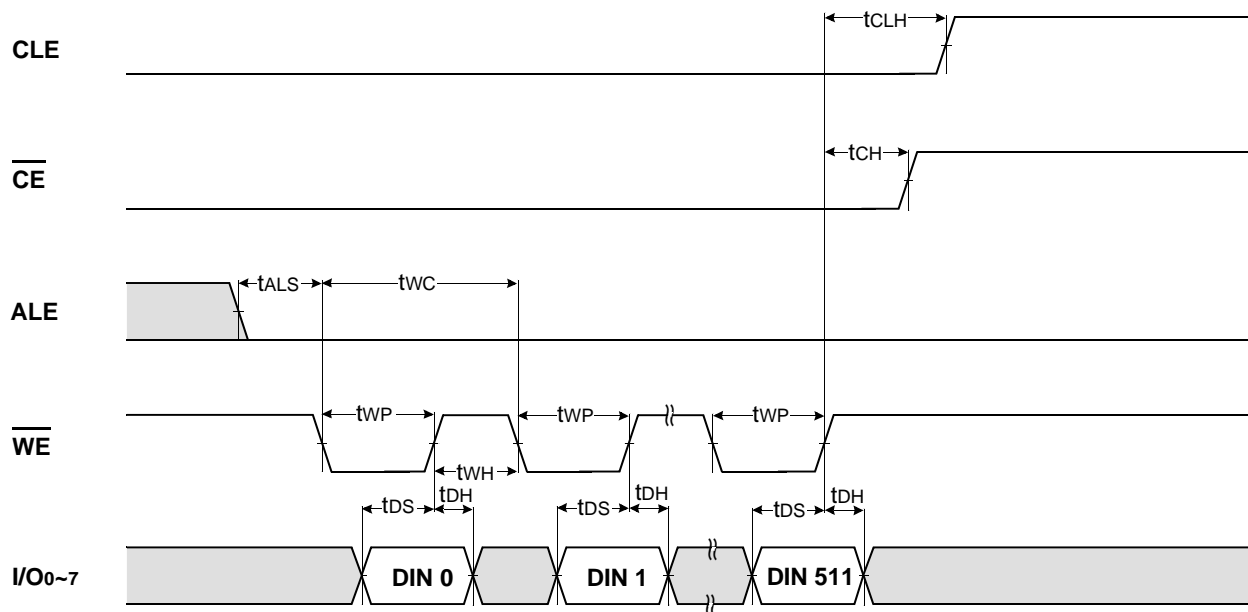 tCLH
CLE
CE
tCH
ALE
tALS
tWC
WE
tWP
tWP
tWP
tWH
tDS
tDH
tDS
tDH
tDS
tDH
I/O0~7
DIN 0
DIN 1
DIN 511